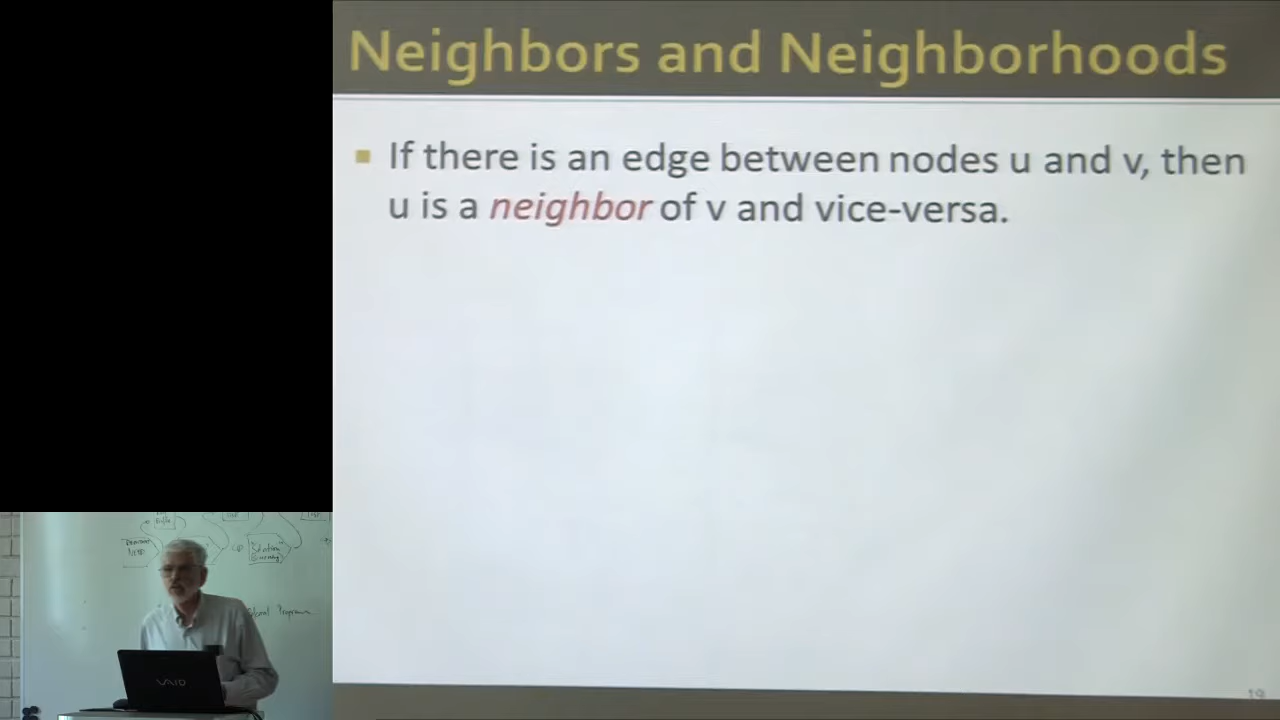 Neighbors and Neighborhoods
If there is an edge between nodes u and v, then
u is a neighbor of v and vice-versa.
19
VAIO